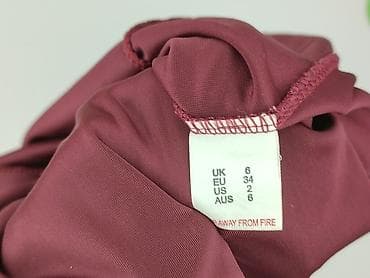 UK 6
EU 34
US 2
AUS 6
AWAY FROM FIRE